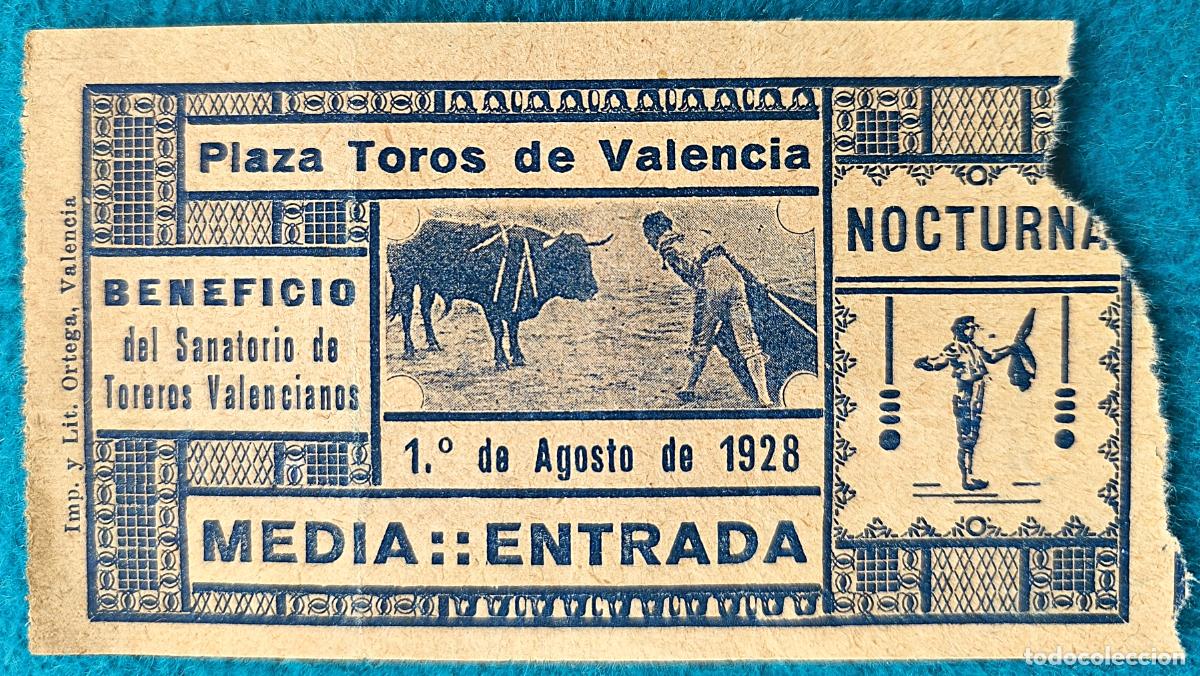 Plaza Toros de Valencia
BENEFICIO
del Sanatorio de
Toreros Valencianos
1.º de Agosto de 1928
MEDIA::ENTRADA
NOCTURNA
Imp. y Lit. Ortega, Valencia
todocoleccion